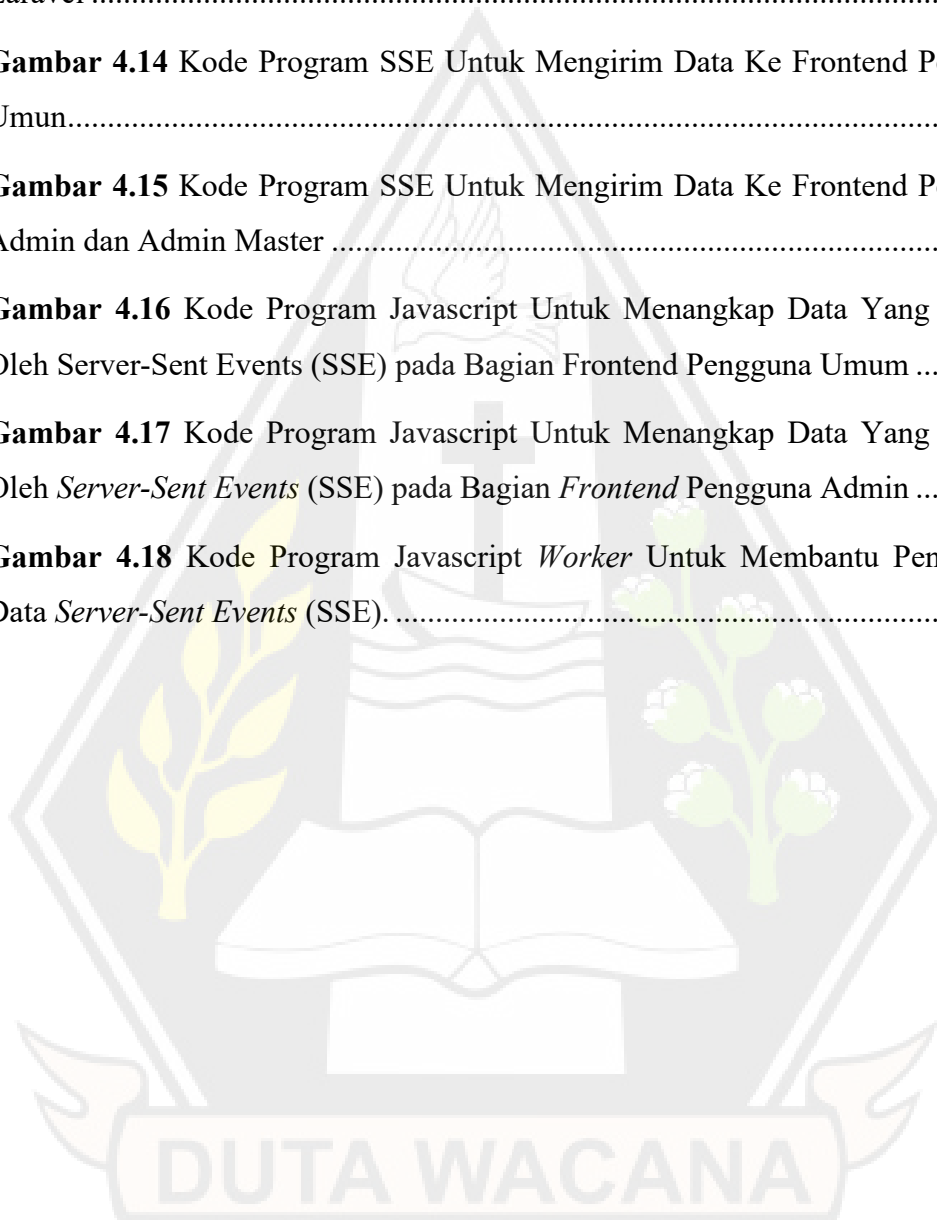 Laravel ........................................................................................................
Gambar 4.14 Kode Program SSE Untuk Mengirim Data Ke Frontend
Umun...........................................................................................................
Gambar 4.15 Kode Program SSE Untuk Mengirim Data Ke Frontend
Admin dan Admin Master ................................................................................
Gambar 4.16 Kode Program Javascript Untuk Menangkap Data Yang
Oleh Server-Sent Events (SSE) pada Bagian Frontend Pengguna Umum ...
Gambar 4.17 Kode Program Javascript Untuk Menangkap Data Yang
Oleh Server-Sent Events (SSE) pada Bagian Frontend Pengguna Admin ...
Gambar 4.18 Kode Program Javascript Worker Untuk Membantu
Data Server-Sent Events (SSE). .........................................................................
DUTA WACANA